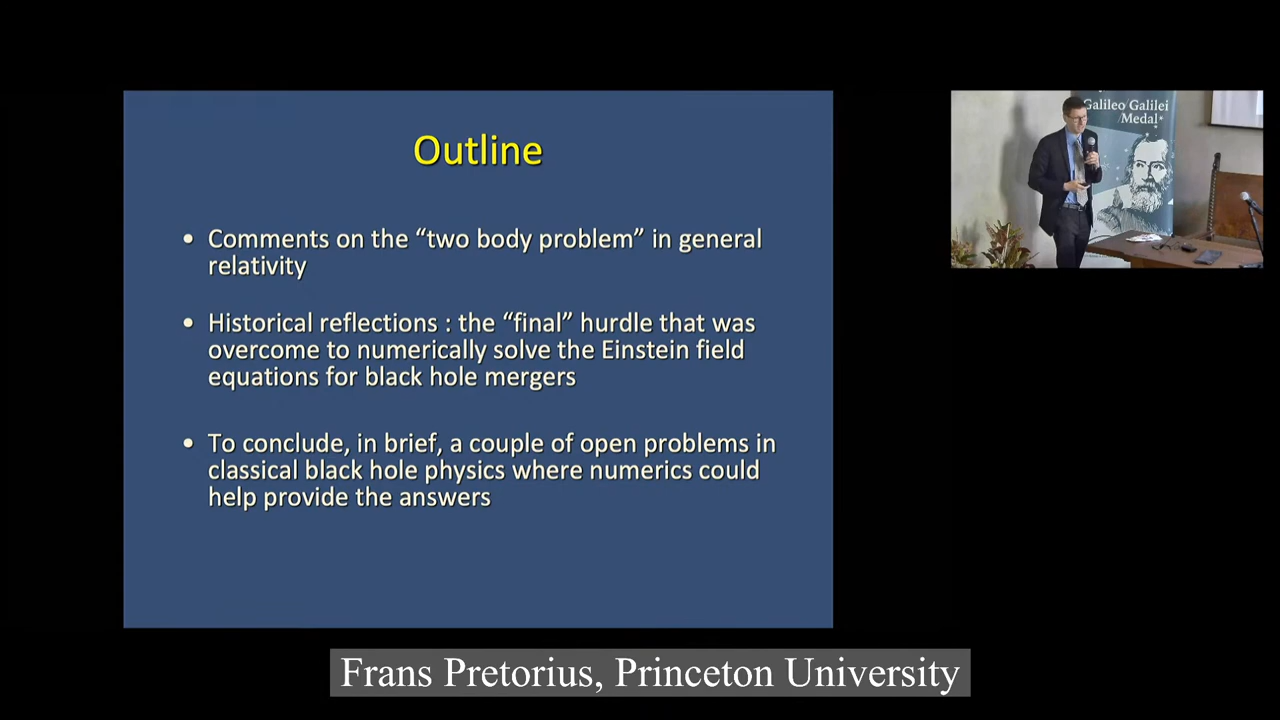 Outline
• Comments on the “two body problem” in general
relativity
• Historical reflections : the “final” hurdle that was
overcome to numerically solve the Einstein field
equations for black hole mergers
• To conclude, in brief, a couple of open problems in
classical black hole physics where numerics could
help provide the answers
Galileo Galilei
Medal
Frans Pretorius, Princeton University